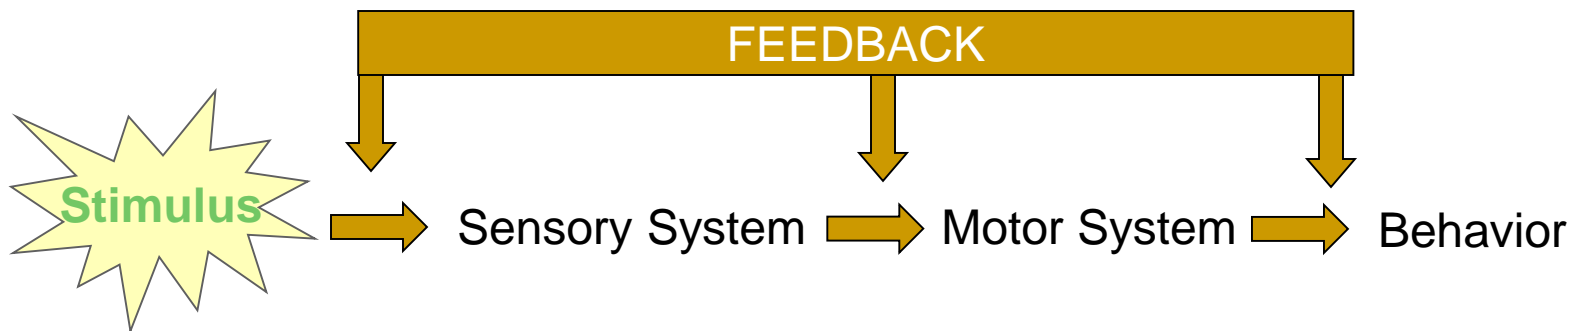 FEEDBACK
Stimulus
Sensory System
Motor System
Behavior